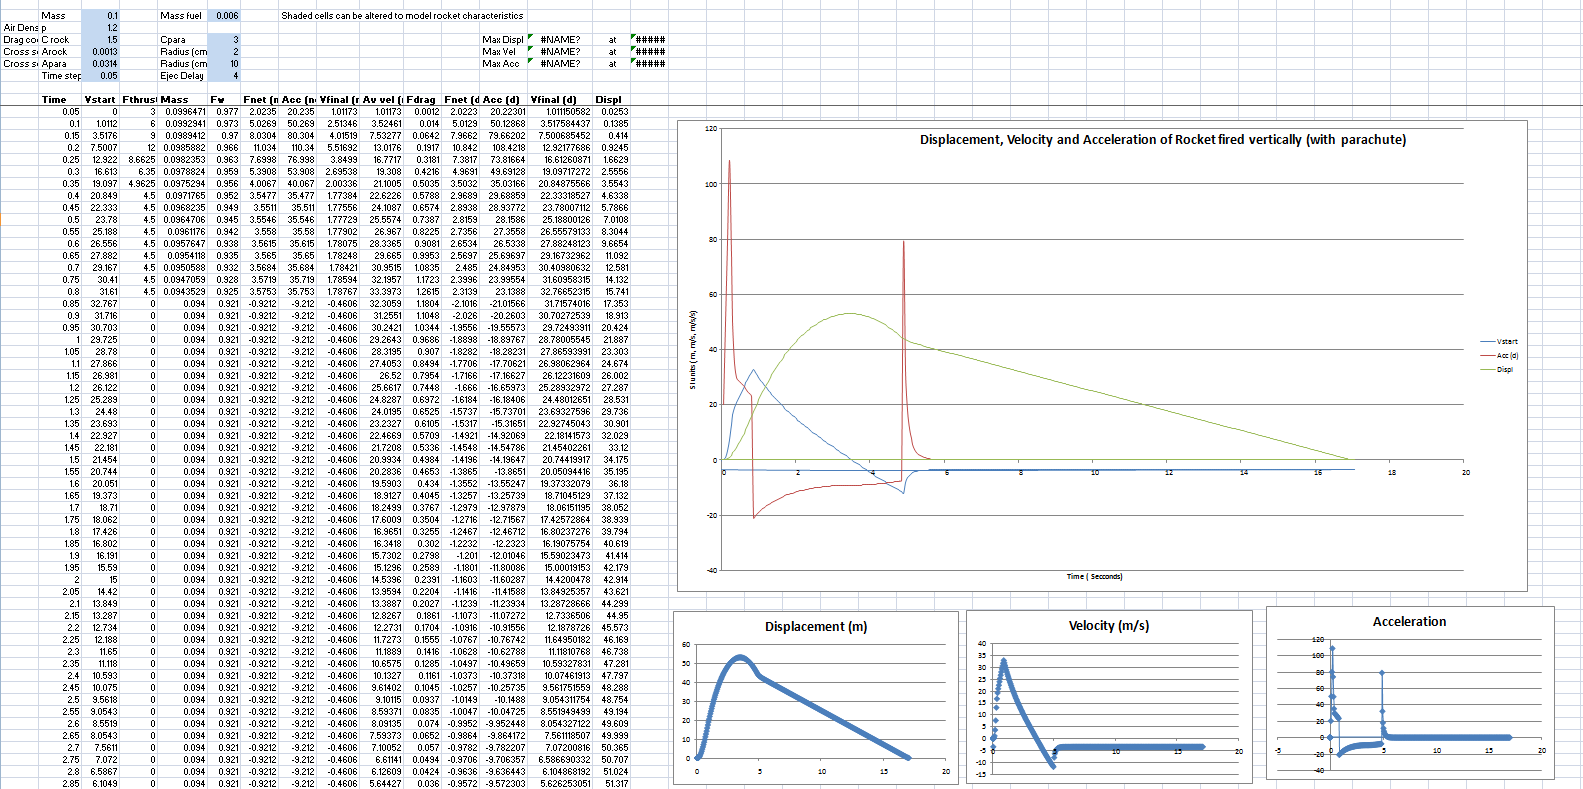 Mass 0.1 Mass fuel 0.006 Shaded cells can be altered to model rocket characteristics
Air Dens p 1.2
Drag co C rock 1.5 Cpara 3 Max Displ #NAME? at #####
Cross s Arock 0.0013 Radius (cm 2 Max Vel #NAME? at #####
Cross s Apara 0.0314 Radius (cm 10 Max Acc #NAME? at #####
Time step 0.05 Ejec Delay 4
Time Vstart Fthrust Mass Fw Fnet (n Acc (n Vfinal (r Av vel (r Fdrag Fnet (d Acc (d) Vfinal (d) Displ
0.05 0 3 0.0996471 0.977 2.0235 20.235 1.01173 1.01173 0.0012 2.0223 20.22301 1.011150582 0.0253
0.1 1.0112 6 0.0992941 0.973 5.0269 50.269 2.51346 3.52461 0.014 5.0129 50.12868 3.517584437 0.1385
0.15 3.5176 9 0.0989412 0.97 8.0304 80.304 4.01519 7.53277 0.0642 7.9662 79.66202 7.500685452 0.414
0.2 7.5007 12 0.0985882 0.966 11.034 110.34 5.51692 13.0176 0.1917 10.842 108.4218 12.92177686 0.9245
0.25 12.922 8.6625 0.0982353 0.963 7.6998 76.998 3.8499 16.7717 0.3181 7.3817 73.81664 16.61260871 1.6629
0.3 16.613 6.35 0.0978824 0.959 5.3908 53.908 2.69538 19.308 0.4216 4.9691 49.69128 19.09717272 2.5556
0.35 19.097 4.9625 0.0975294 0.956 4.0067 40.067 2.00336 21.1005 0.5035 3.5032 35.03166 20.84875566 3.5543
0.4 20.849 4.5 0.0971765 0.952 3.5477 35.477 1.77384 22.6226 0.5788 2.9689 29.68859 22.33318527 4.6338
0.45 22.333 4.5 0.0968235 0.949 3.5511 35.511 1.77556 24.1087 0.6574 2.8938 28.93772 23.78007112 5.7866
0.5 23.78 4.5 0.0964706 0.945 3.5546 35.546 1.77729 25.5574 0.7387 2.8159 28.1586 25.18800126 7.0108
0.55 25.188 4.5 0.0961176 0.942 3.558 35.58 1.77902 26.967 0.8225 2.7356 27.3558 26.55579133 8.3044
0.6 26.556 4.5 0.0957647 0.938 3.5615 35.615 1.78075 28.3365 0.9081 2.6534 26.5338 27.88248123 9.6654
0.65 27.882 4.5 0.0954118 0.935 3.565 35.65 1.78248 29.665 0.9953 2.5697 25.69697 29.16732962 11.092
0.7 29.167 4.5 0.0950588 0.932 3.5684 35.684 1.78421 30.9515 1.0835 2.485 24.84953 30.40980632 12.581
0.75 30.41 4.5 0.0947059 0.928 3.5719 35.719 1.78594 32.1957 1.1723 2.3996 23.99554 31.60958315 14.132
0.8 31.61 4.5 0.0943529 0.925 3.5753 35.753 1.78767 33.3973 1.2615 2.3139 23.1388 32.76652315 15.741
0.85 32.767 0 0.094 0.921 -0.9212 -9.212 -0.4606 32.3059 1.1804 -2.1016 -21.01566 31.71574016 17.353
0.9 31.716 0 0.094 0.921 -0.9212 -9.212 -0.4606 31.2551 1.1048 -2.026 -20.2603 30.70272539 18.913
0.95 30.703 0 0.094 0.921 -0.9212 -9.212 -0.4606 30.2421 1.0344 -1.9556 -19.55573 29.72493911 20.424
1 29.725 0 0.094 0.921 -0.9212 -9.212 -0.4606 29.2643 0.9686 -1.8898 -18.89767 28.78005545 21.887
1.05 28.78 0 0.094 0.921 -0.9212 -9.212 -0.4606 28.3195 0.907 -1.8282 -18.28231 27.86593991 23.303
1.1 27.866 0 0.094 0.921 -0.9212 -9.212 -0.4606 27.4053 0.8494 -1.7706 -17.70621 26.98062964 24.674
1.15 26.981 0 0.094 0.921 -0.9212 -9.212 -0.4606 26.52 0.7954 -1.7166 -17.16627 26.12231609 26.002
1.2 26.122 0 0.094 0.921 -0.9212 -9.212 -0.4606 25.6617 0.7448 -1.666 -16.65973 25.28932972 27.287
1.25 25.289 0 0.094 0.921 -0.9212 -9.212 -0.4606 24.8287 0.6972 -1.6184 -16.18406 24.48012651 28.531
1.3 24.48 0 0.094 0.921 -0.9212 -9.212 -0.4606 24.0195 0.6525 -1.5737 -15.73701 23.69327596 29.736
1.35 23.693 0 0.094 0.921 -0.9212 -9.212 -0.4606 23.2327 0.6105 -1.5317 -15.31651 22.92745043 30.901
1.4 22.927 0 0.094 0.921 -0.9212 -9.212 -0.4606 22.4669 0.5709 -1.4921 -14.92069 22.18141573 32.029
1.45 22.181 0 0.094 0.921 -0.9212 -9.212 -0.4606 21.7208 0.5336 -1.4548 -14.54786 21.45402261 33.12
1.5 21.454 0 0.094 0.921 -0.9212 -9.212 -0.4606 20.9934 0.4984 -1.4196 -14.19647 20.74419917 34.175
1.55 20.744 0 0.094 0.921 -0.9212 -9.212 -0.4606 20.2836 0.4653 -1.3865 -13.8651 20.05094416 35.195
1.6 20.051 0 0.094 0.921 -0.9212 -9.212 -0.4606 19.5903 0.434 -1.3552 -13.55247 19.37332079 36.18
1.65 19.373 0 0.094 0.921 -0.9212 -9.212 -0.4606 18.9127 0.4045 -1.3257 -13.25739 18.71045129 37.132
1.7 18.71 0 0.094 0.921 -0.9212 -9.212 -0.4606 18.2499 0.3767 -1.2979 -12.97879 18.06151195 38.052
1.75 18.062 0 0.094 0.921 -0.9212 -9.212 -0.4606 17.6009 0.3504 -1.2716 -12.71567 17.42572864 38.939
1.8 17.426 0 0.094 0.921 -0.9212 -9.212 -0.4606 16.9651 0.3255 -1.2467 -12.46712 16.80237276 39.794
1.85 16.802 0 0.094 0.921 -0.9212 -9.212 -0.4606 16.3418 0.302 -1.2232 -12.2323 16.19075754 40.619
1.9 16.191 0 0.094 0.921 -0.9212 -9.212 -0.4606 15.7302 0.2798 -1.201 -12.01046 15.59023473 41.414
1.95 15.59 0 0.094 0.921 -0.9212 -9.212 -0.4606 15.1296 0.2589 -1.1801 -11.80086 15.00019153 42.179
2 15 0 0.094 0.921 -0.9212 -9.212 -0.4606 14.5396 0.2391 -1.1603 -11.60287 14.4200478 42.914
2.05 14.42 0 0.094 0.921 -0.9212 -9.212 -0.4606 13.9594 0.2204 -1.1416 -11.41588 13.84925357 43.621
2.1 13.849 0 0.094 0.921 -0.9212 -9.212 -0.4606 13.3887 0.2027 -1.1239 -11.23934 13.28728666 44.299
2.15 13.287 0 0.094 0.921 -0.9212 -9.212 -0.4606 12.8267 0.1861 -1.1073 -11.07272 12.7336506 44.95
2.2 12.734 0 0.094 0.921 -0.9212 -9.212 -0.4606 12.2731 0.1704 -1.0916 -10.91556 12.1878726 45.573
2.25 12.188 0 0.094 0.921 -0.9212 -9.212 -0.4606 11.7273 0.1555 -1.0767 -10.76742 11.64950182 46.169
2.3 11.65 0 0.094 0.921 -0.9212 -9.212 -0.4606 11.1889 0.1416 -1.0628 -10.62788 11.11810768 46.738
2.35 11.118 0 0.094 0.921 -0.9212 -9.212 -0.4606 10.6575 0.1285 -1.0497 -10.49659 10.59327831 47.281
2.4 10.593 0 0.094 0.921 -0.9212 -9.212 -0.4606 10.1327 0.1161 -1.0373 -10.37318 10.07461913 47.797
2.45 10.075 0 0.094 0.921 -0.9212 -9.212 -0.4606 9.61402 0.1045 -1.0257 -10.25735 9.561751559 48.288
2.5 9.5618 0 0.094 0.921 -0.9212 -9.212 -0.4606 9.10115 0.0937 -1.0149 -10.1488 9.054311754 48.754
2.55 9.0543 0 0.094 0.921 -0.9212 -9.212 -0.4606 8.59371 0.0835 -1.0047 -10.04725 8.551949499 49.194
2.6 8.5519 0 0.094 0.921 -0.9212 -9.212 -0.4606 8.09135 0.074 -0.9952 -9.952448 8.054327122 49.609
2.65 8.0543 0 0.094 0.921 -0.9212 -9.212 -0.4606 7.59373 0.0652 -0.9864 -9.864172 7.561118507 49.999
2.7 7.5611 0 0.094 0.921 -0.9212 -9.212 -0.4606 7.10052 0.057 -0.9782 -9.782207 7.07200816 50.365
2.75 7.072 0 0.094 0.921 -0.9212 -9.212 -0.4606 6.61141 0.0494 -0.9706 -9.706357 6.586690332 50.707
2.8 6.5867 0 0.094 0.921 -0.9212 -9.212 -0.4606 6.12609 0.0424 -0.9636 -9.636443 6.104868192 51.024
2.85 6.1049 0 0.094 0.921 -0.9212 -9.212 -0.4606 5.64427 0.036 -0.9572 -9.572303 5.626253051 51.317
Displacement, Velocity and Acceleration of Rocket fired vertically (with parachute)
120
100
80
60
40
20
0
-20
-40
0 2 4 6 8 10 12 14 16 18 20
SI units ( m, m/s, m/s/s)
Time ( Secconds)
Vstart
Acc (d)
Displ
Displacement (m)
60
50
40
30
20
10
0
0 5 10 15 20
Velocity (m/s)
40
35
30
25
20
15
10
5
0
-5
-10
-15
0 5 10 15 20
Acceleration
120
100
80
60
40
20
0
-20
-40
-5 0 5 10 15 20